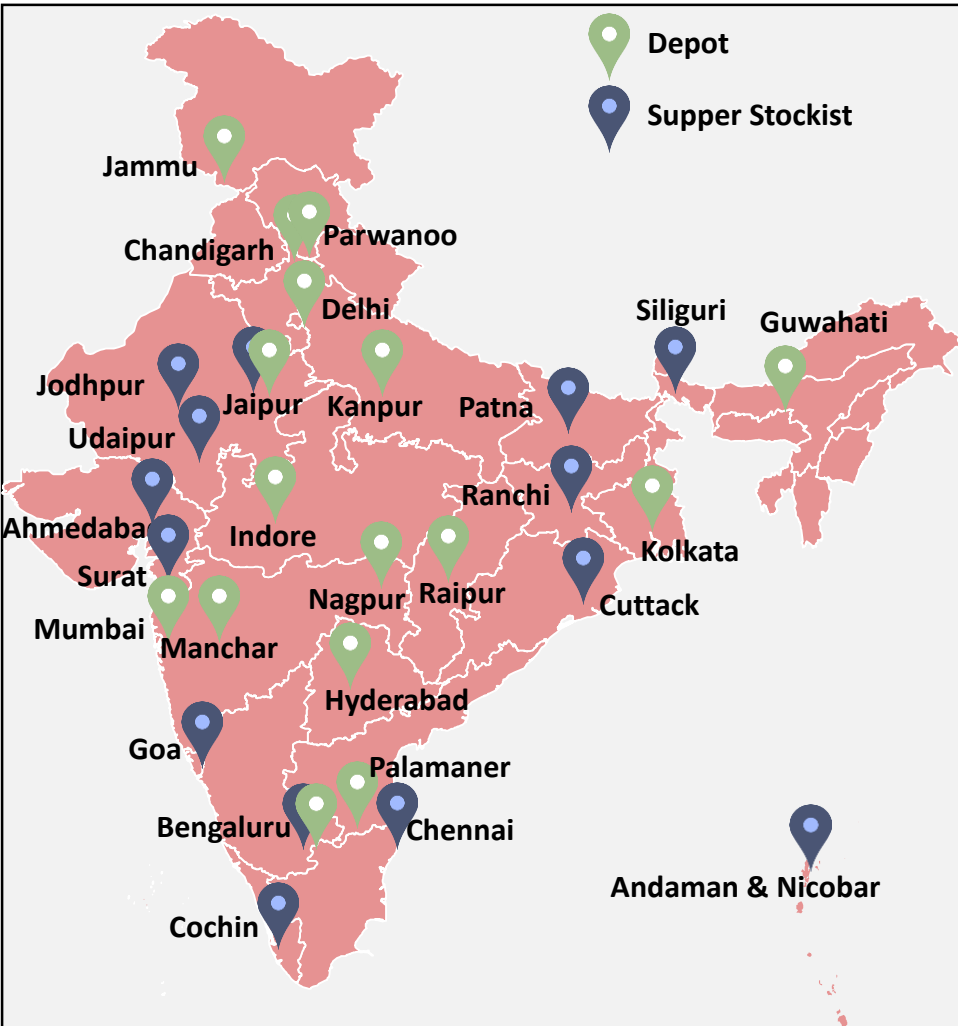 Depot
Supper Stockist
Jammu
Chandigarh
Parwanoo
Delhi
Siliguri
Guwahati
Jodhpur
Jaipur
Kanpur
Patna
Udaipur
Ranchi
Ahmedaba
Indore
Kolkata
Surat
Nagpur
Raipur
Cuttack
Mumbai
Manchar
Hyderabad
Goa
Palamaner
Bengaluru
Chennai
Andaman & Nicobar
Cochin